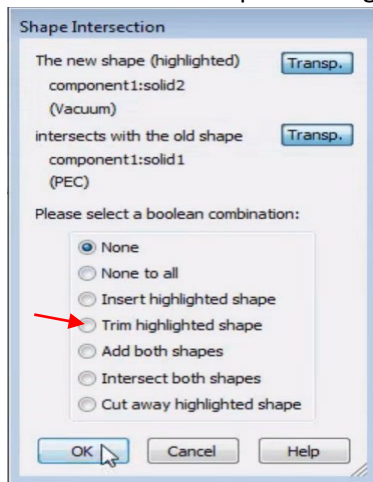 Shape Intersection
The new shape (highlighted) Transp.
component1:solid2
(Vacuum)
intersects with the old shape Transp.
component1:solid1
(PEC)
Please select a boolean combination:
None
None to all
Insert highlighted shape
Trim highlighted shape
Add both shapes
Intersect both shapes
Cut away highlighted shape
OK Cancel Help